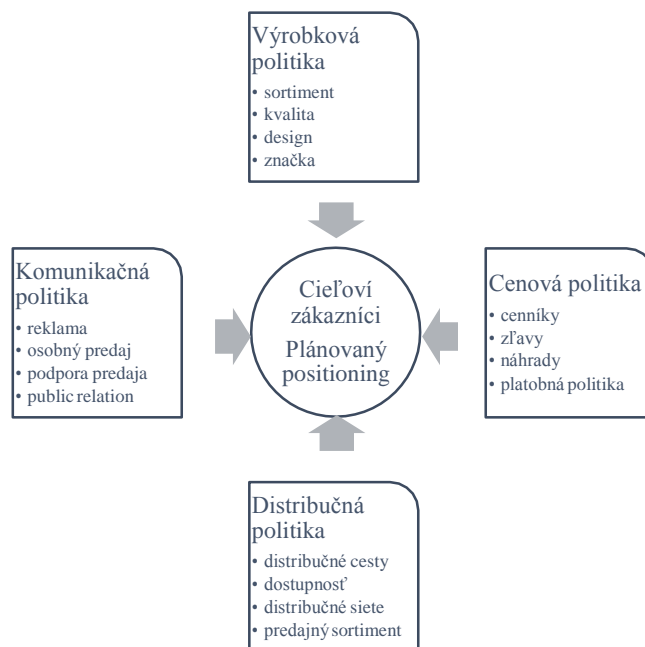 Výrobková
politika
• sortiment
• kvalita
• design
• značka
Komunikačná
politika
• reklama
• osobný predaj
• podpora predaja
• public relation
Cieľoví
zákazníci
Plánovaný
positioning
Cenová politika
• cenníky
• zľavy
• náhrady
• platobná politika
Distribučná
politika
• distribučné cesty
• dostupnosť
• distribučné siete
• predajný sortiment